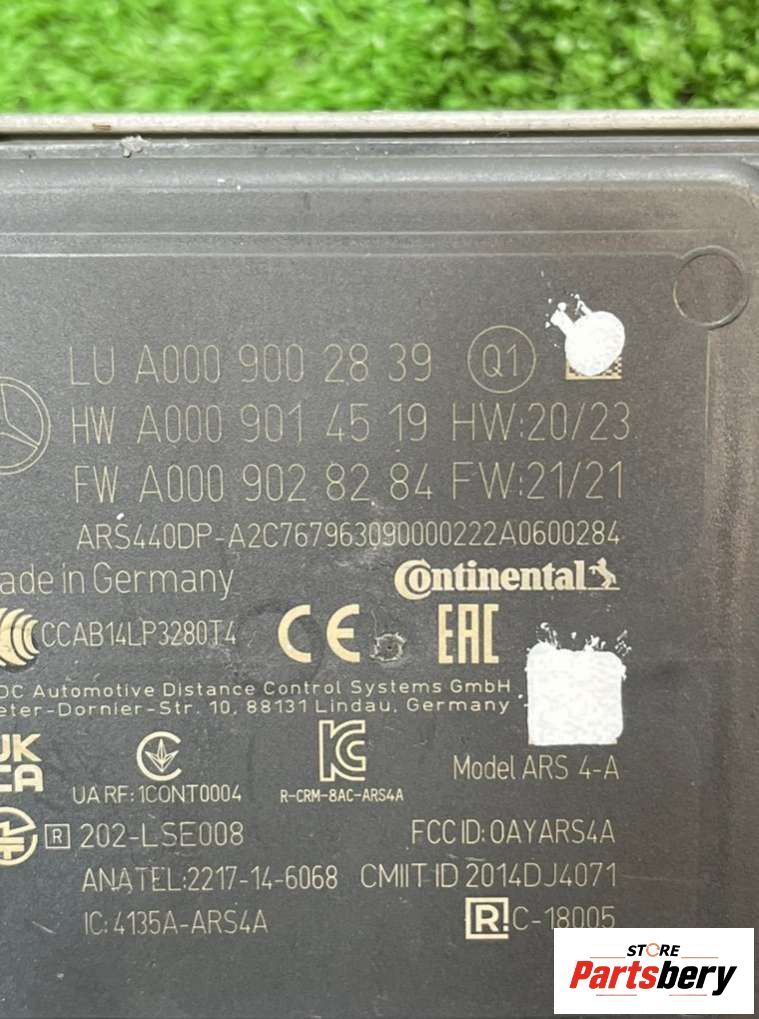 LU A000 900 28 39 Q1
HW A000 901 45 19 HW:20/23
FW A000 902 82 84 FW:21/21
ARS440DP-A2C767963090000222A0600284
ade in Germany
Continental
CCAB14LP3280T4 CE EAC
DC Automotive Distance Control Systems GmbH
eter-Dornier-Str. 10, 88131 Lindau, Germany
UK
CA
Model ARS 4-A
UA RF: 1CONT0004
R-CRM-8AC-ARS4A
R 202-LSE008
FCC ID: OAYARS4A
ANATEL:2217-14-6068 CMIIT ID 2014DJ4071
IC: 4135A-ARS4A
R! C-18005
STORE
Partsbery